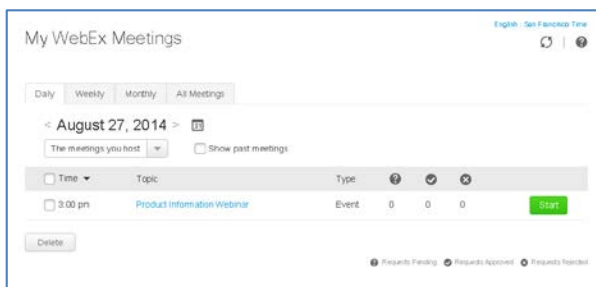 English : San Francisco Time
My WebEx Meetings
Daily Weekly Monthly All Meetings
< August 27, 2014 >
The meetings you host Show past meetings
Time Topic Type
3:00 pm Product Information Webinar Event 0 0 0 Start
Delete
Requests Pending Requests Approved Requests Rejected